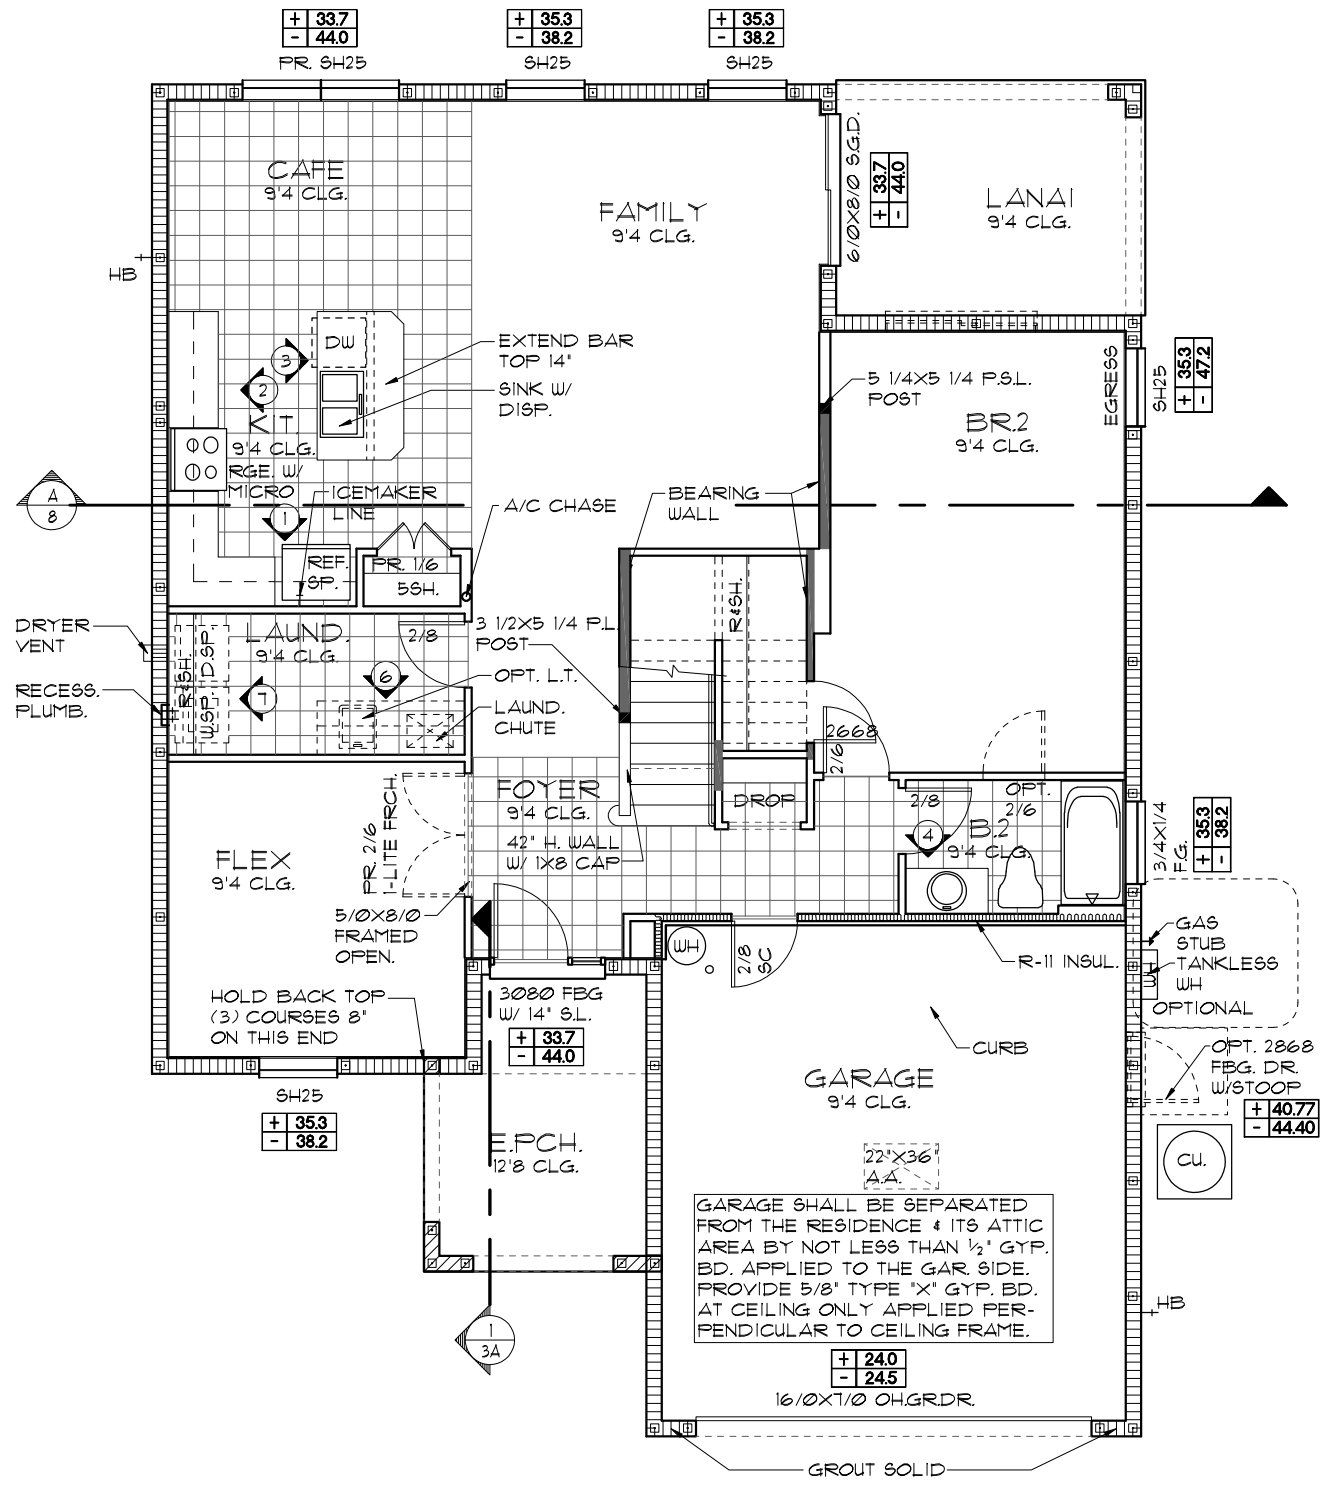 + 33.7
- 44.0
PR. SH25
+ 35.3
- 38.2
SH25
+ 35.3
- 38.2
SH25
CAFE
9'4 CLG.
FAMILY
9'4 CLG.
6/0X8/0 S.G.D.
+ 33.7
- 44.0
LANAI
9'4 CLG.
HB
DW
3
2
KIT.
9'4 CLG.
RGE. W/
MICRO
1
EXTEND BAR
TOP 14"
SINK W/
DISP.
ICEMAKER
LINE
A/C CHASE
BEARING
WALL
5 1/4X5 1/4 P.S.L.
POST
BR.2
9'4 CLG.
EGRESS
SH25
+ 35.3
- 47.2
A
8
REF.
SP.
PR. 1/6
5SH.
R&SH.
DRYER
VENT
RECESS.
PLUMB.
LAUND.
9'4 CLG.
2/8
R&SH.
D.SP.
W.SP.
7
6
3 1/2X5 1/4 P.L.
POST
OPT. L.T.
LAUND.
CHUTE
2668
2/6
FOYER
9'4 CLG.
DROP
42" H. WALL
W/ 1X8 CAP
PR. 2/6
1-LITE FRCH.
FLEX
9'4 CLG.
5/0X8/0
FRAMED
OPEN.
OPT.
2/6
2/8
4
B.2
9'4 CLG.
3/4X1/4
F.G.
+ 35.3
- 38.2
WH
2/8
SC
R-11 INSUL.
GAS
STUB
TANKLESS
WH
WH
OPTIONAL
HOLD BACK TOP
(3) COURSES 8"
ON THIS END
3080 FBG
W/ 14" S.L.
+ 33.7
- 44.0
CURB
OPT. 2868
FBG. DR.
W/STOOP
+ 40.77
- 44.40
SH25
+ 35.3
- 38.2
GARAGE
9'4 CLG.
E.PCH.
12'8 CLG.
22"X36"
A.A.
CU.
GARAGE SHALL BE SEPARATED
FROM THE RESIDENCE & ITS ATTIC
AREA BY NOT LESS THAN ½" GYP.
BD. APPLIED TO THE GAR. SIDE.
PROVIDE 5/8" TYPE "X" GYP. BD.
AT CEILING ONLY APPLIED PER-
PENDICULAR TO CEILING FRAME.
HB
1
3A
+ 24.0
- 24.5
16/0X7/0 OH.GR.DR.
GROUT SOLID